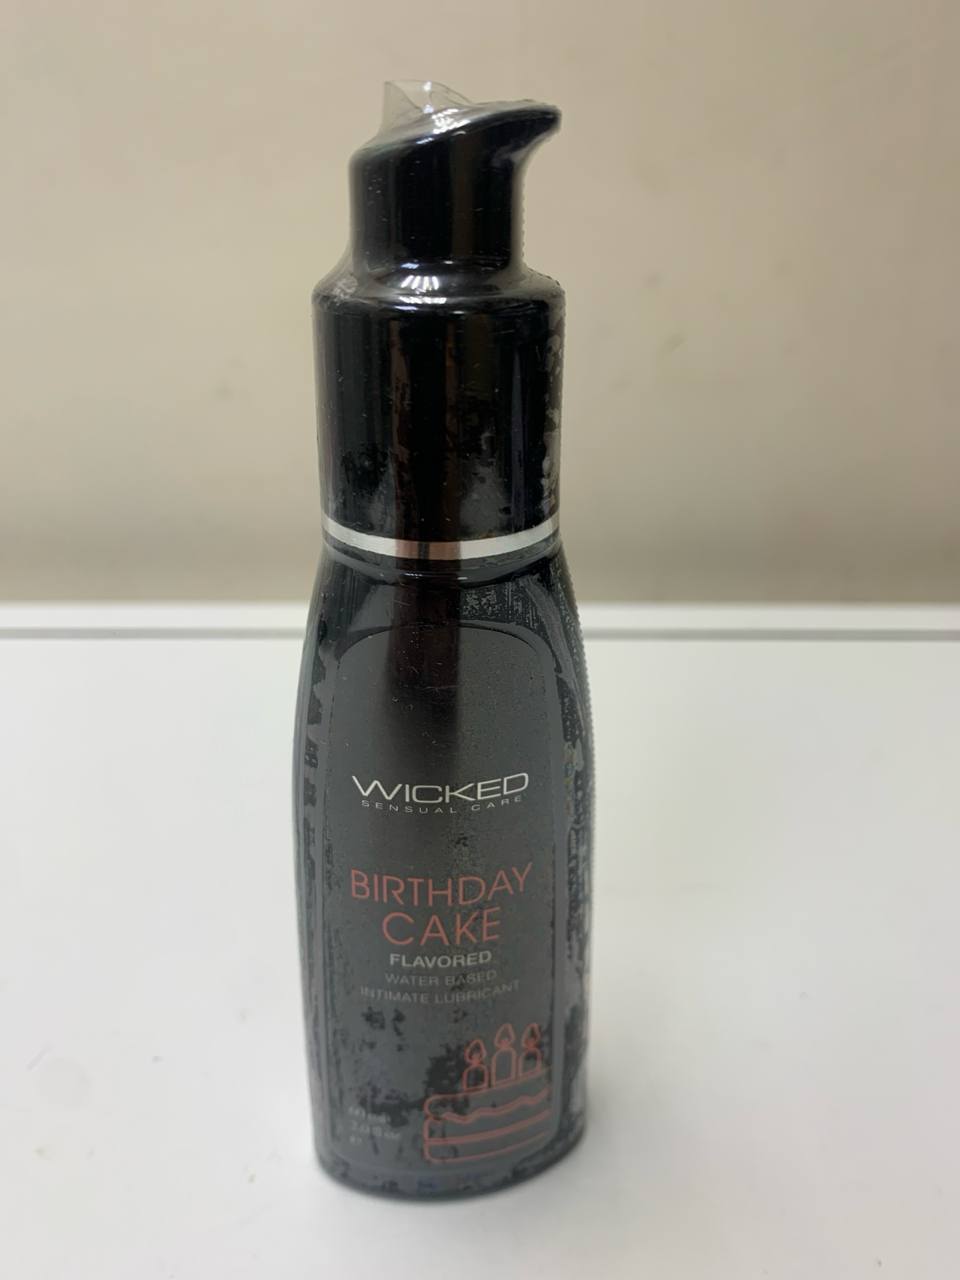 WICKED
SENSUAL CARE
BIRTHDAY
CAKE
FLAVORED
WATER BASED
INTIMATE LUBRICANT